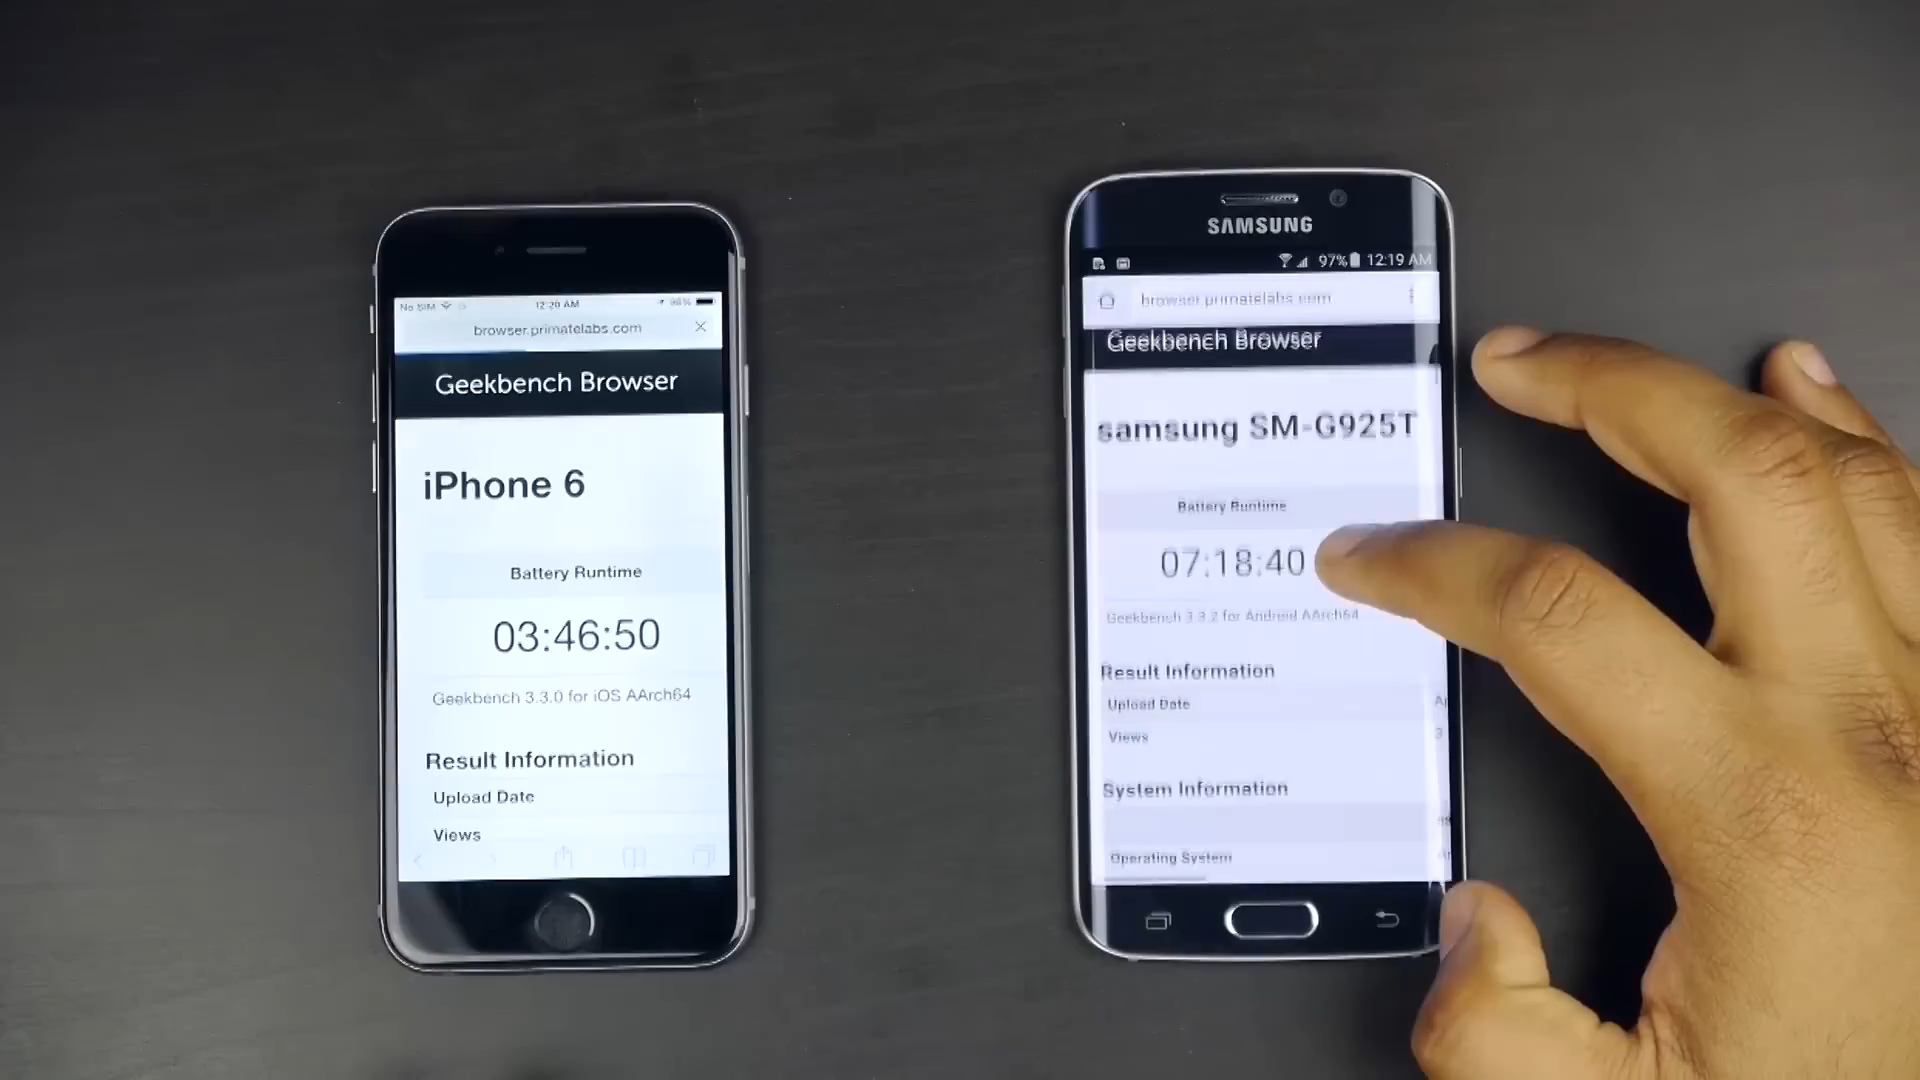 No SIM
12:20 AM
96%
browser.primatelabs.com
Geekbench Browser
iPhone 6
Battery Runtime
03:46:50
Geekbench 3.3.0 for iOS AArch64
Result Information
Upload Date
Views
SAMSUNG
97% 12:19 AM
browser.primatelabs.com
Geekbench Browser
samsung SM-G925T
Battery Runtime
07:18:40
Geekbench 3.3.2 for Android AArch64
Result Information
Upload Date
Views
3
System Information
Operating System